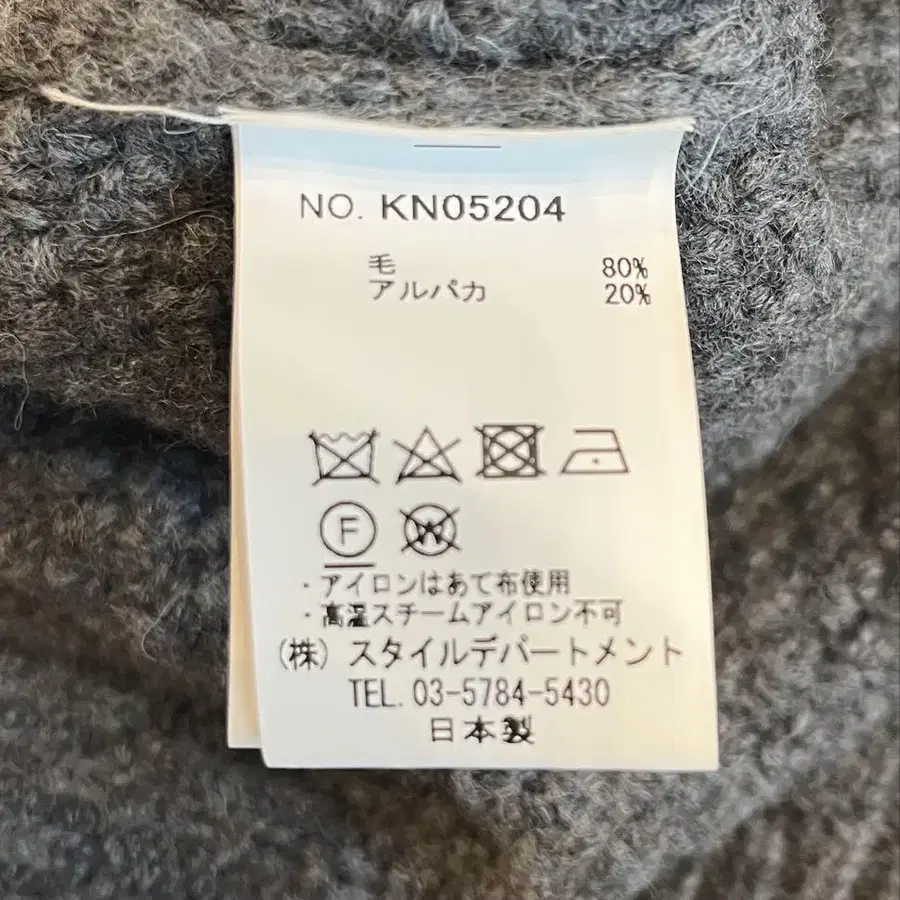 NO. KN05204
毛 80%
アルパカ 20%
F
W
・アイロンはあて布使用
・高温スチームアイロン不可
(株) スタイルデパートメント
TEL. 03-5784-5430
日本製